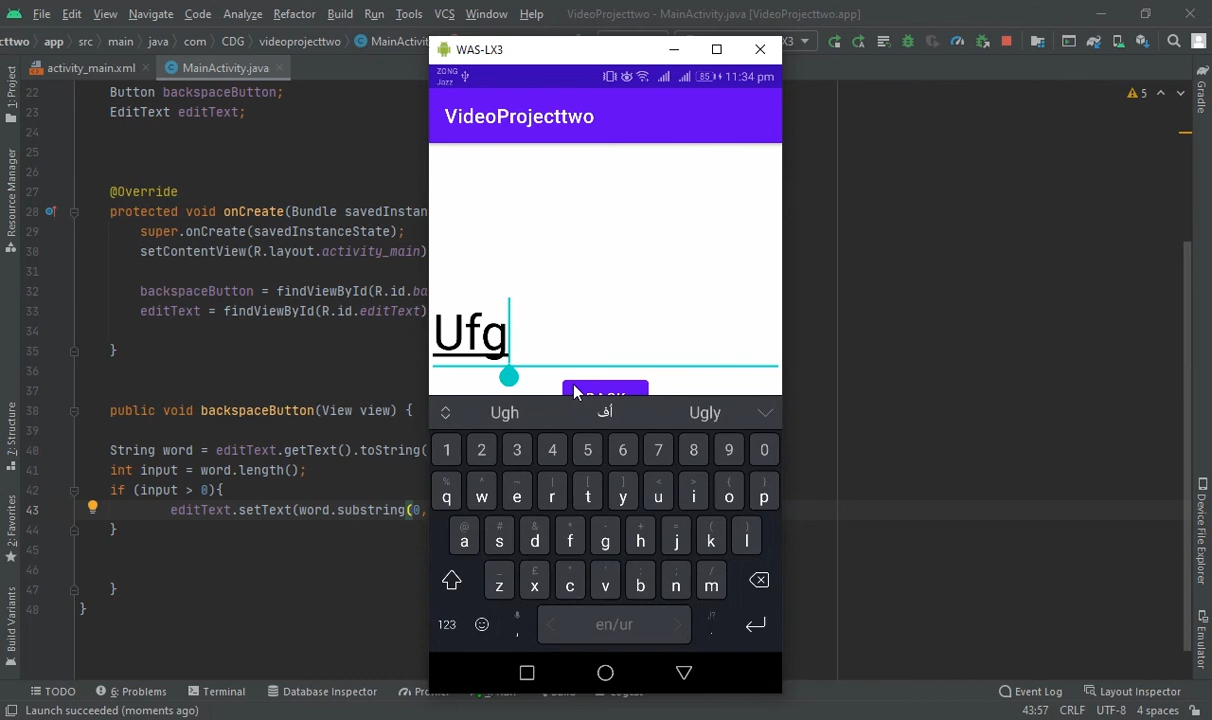 File Edit View Navigate Code Analyze Refactor Build Run Tools VCS Window Help VideoProjecttwo - MainActivity.java [VideoProjecttwo.app]
cttwo app src main java com CDG videoprojecttwo MainActivit
activity_main.xml MainActivity.java
1: Project
Resource Manager
Z: Structure
2: Favorites
Build Variants
22 Button backspaceButton;
23 EditText editText;
24
25
26
27 @Override
28 protected void onCreate(Bundle savedInstan
29 super.onCreate(savedInstanceState);
30 setContentView(R.layout.activity_main)
31
32 backspaceButton = findViewById(R.id.ba
33 editText = findViewById(R.id.editText)
34
35 }
36
37
38 public void backspaceButton(View view) {
39
40 String word = editText.getText().toString(
41 int input = word.length();
42 if (input > 0){
43 editText.setText(word.substring(0,
44 }
45
46
47 }
48 }
WAS-LX3
ZONG
Jazz
85 11:34 pm
VideoProjecttwo
Ufg
Ugh أف Ugly
1 2 3 4 5 6 7 8 9 0
q w e r t y u i o p
a s d f g h j k l
z x c v b n m
123 , en/ur .
5
Gradle
Device File Explorer
Emulator
TODO 6: Problems Terminal Database Inspector Event Log Layout Inspector
Launch succeeded (moments ago) 43:57 CRLF UTF-8 4 spaces